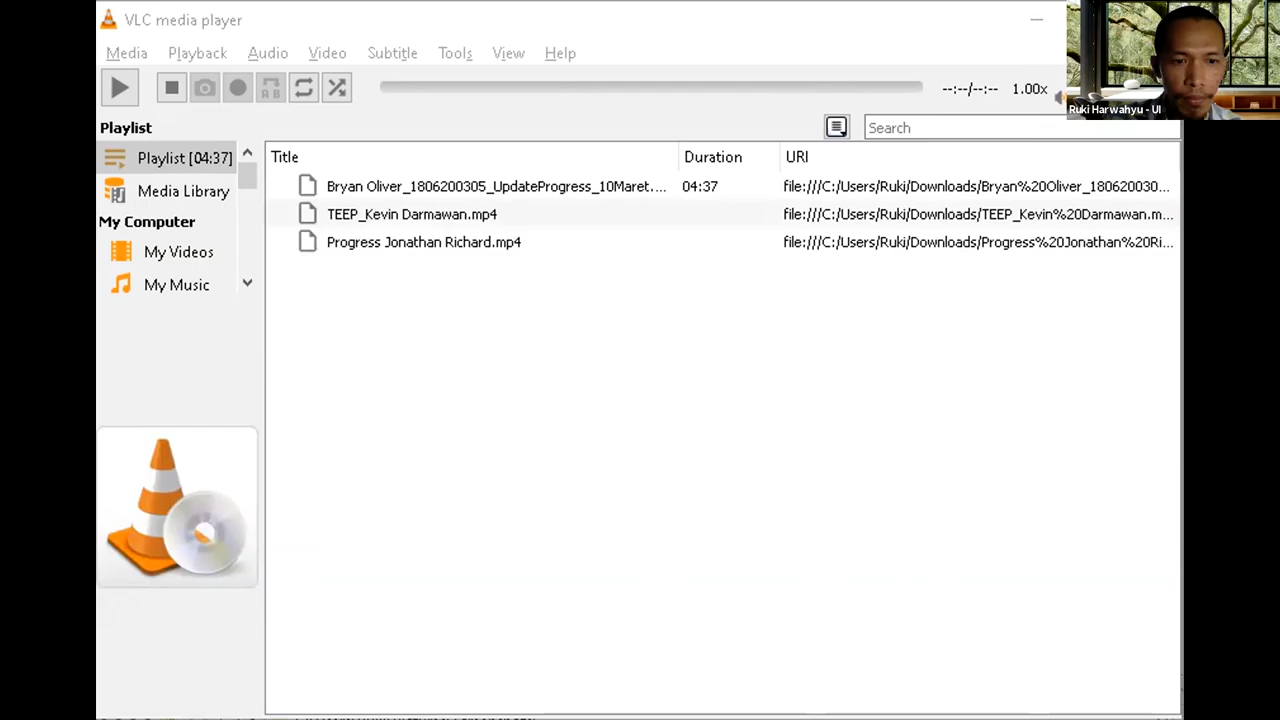 VLC media player
Media Playback Audio Video Subtitle Tools View Help
--:--/--:-- 1.00x
Ruki Harwahyu - UI
Playlist
Search
Playlist [04:37]
Media Library
My Computer
My Videos
My Music
Title Duration URI
Bryan Oliver_1806200305_UpdateProgress_10Maret.... 04:37 file:///C:/Users/Ruki/Downloads/Bryan%20Oliver_180620030...
TEEP_Kevin Darmawan.mp4 file:///C:/Users/Ruki/Downloads/TEEP_Kevin%20Darmawan.m...
Progress Jonathan Richard.mp4 file:///C:/Users/Ruki/Downloads/Progress%20Jonathan%20Ri...